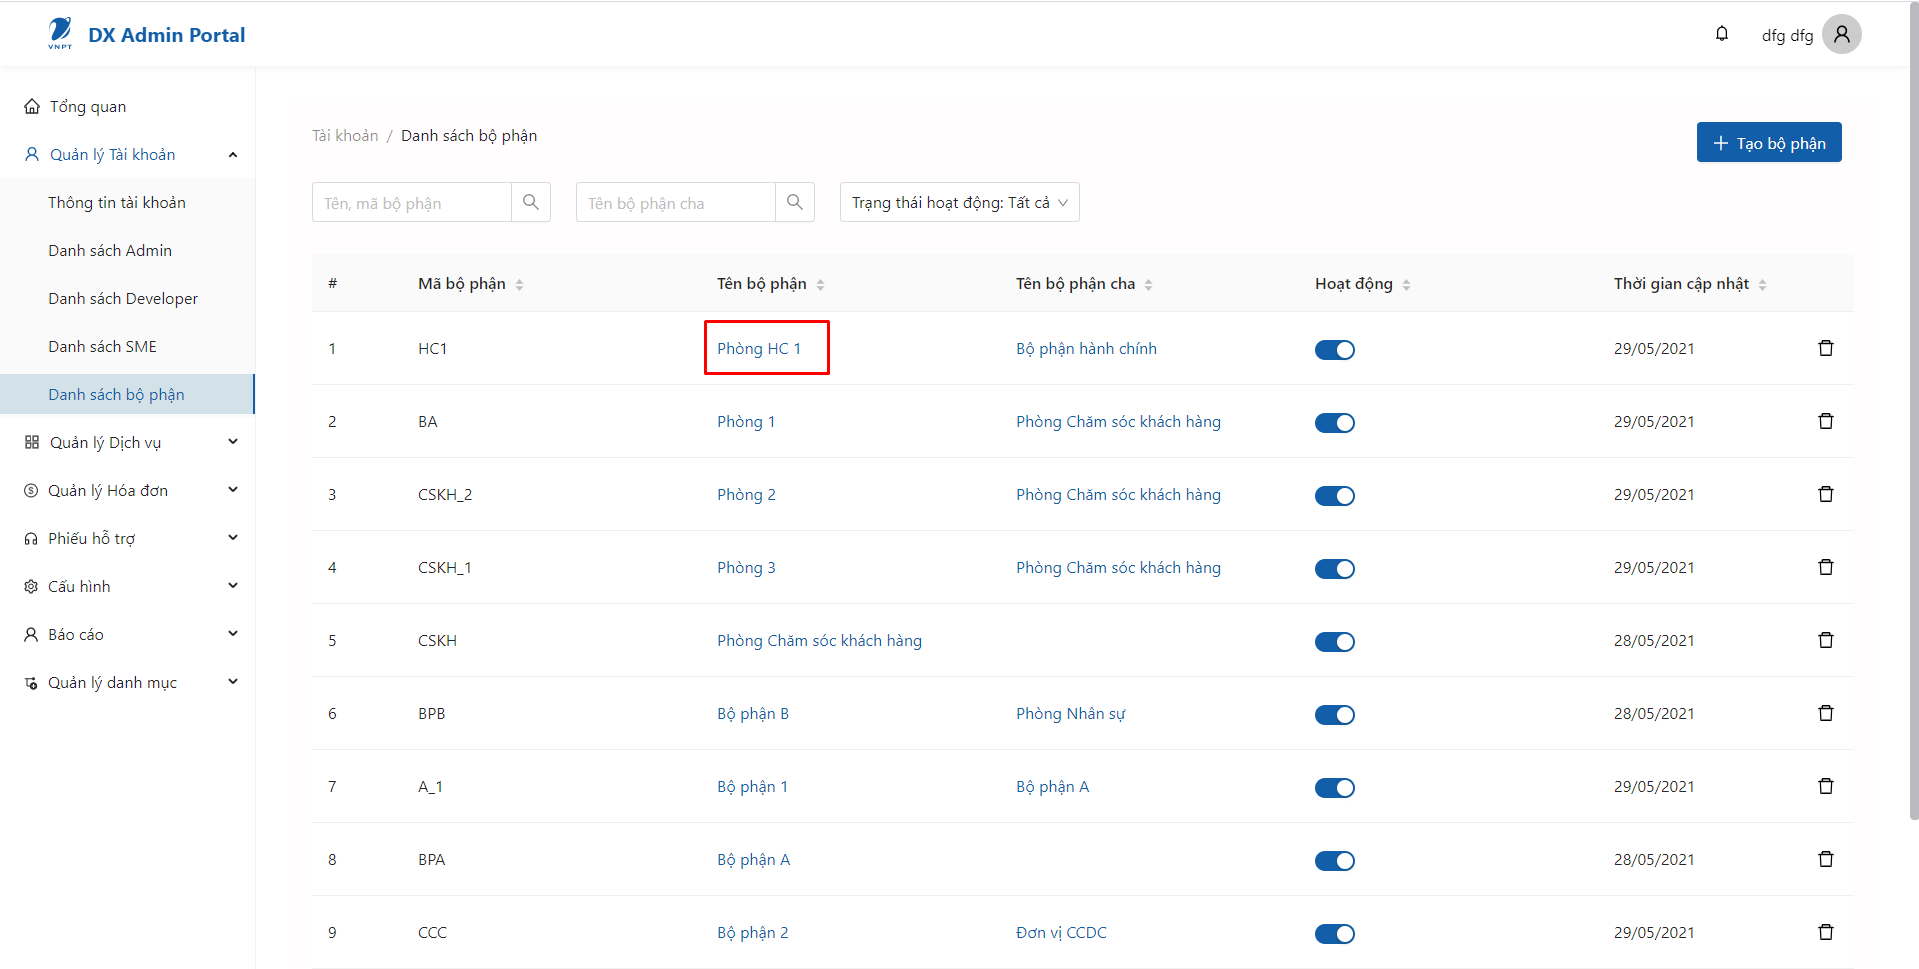 VNPT
DX Admin Portal
dfg dfg
Tổng quan
Quản lý Tài khoản
Thông tin tài khoản
Danh sách Admin
Danh sách Developer
Danh sách SME
Danh sách bộ phận
Quản lý Dịch vụ
Quản lý Hóa đơn
Phiếu hỗ trợ
Cấu hình
Báo cáo
Quản lý danh mục
Tài khoản / Danh sách bộ phận
+ Tạo bộ phận
Tên, mã bộ phận
Tên bộ phận cha
Trạng thái hoạt động: Tất cả
# Mã bộ phận Tên bộ phận Tên bộ phận cha Hoạt động Thời gian cập nhật
1 HC1 Phòng HC 1 Bộ phận hành chính 29/05/2021
2 BA Phòng 1 Phòng Chăm sóc khách hàng 29/05/2021
3 CSKH_2 Phòng 2 Phòng Chăm sóc khách hàng 29/05/2021
4 CSKH_1 Phòng 3 Phòng Chăm sóc khách hàng 29/05/2021
5 CSKH Phòng Chăm sóc khách hàng 28/05/2021
6 BPB Bộ phận B Phòng Nhân sự 28/05/2021
7 A_1 Bộ phận 1 Bộ phận A 29/05/2021
8 BPA Bộ phận A 28/05/2021
9 CCC Bộ phận 2 Đơn vị CCDC 29/05/2021